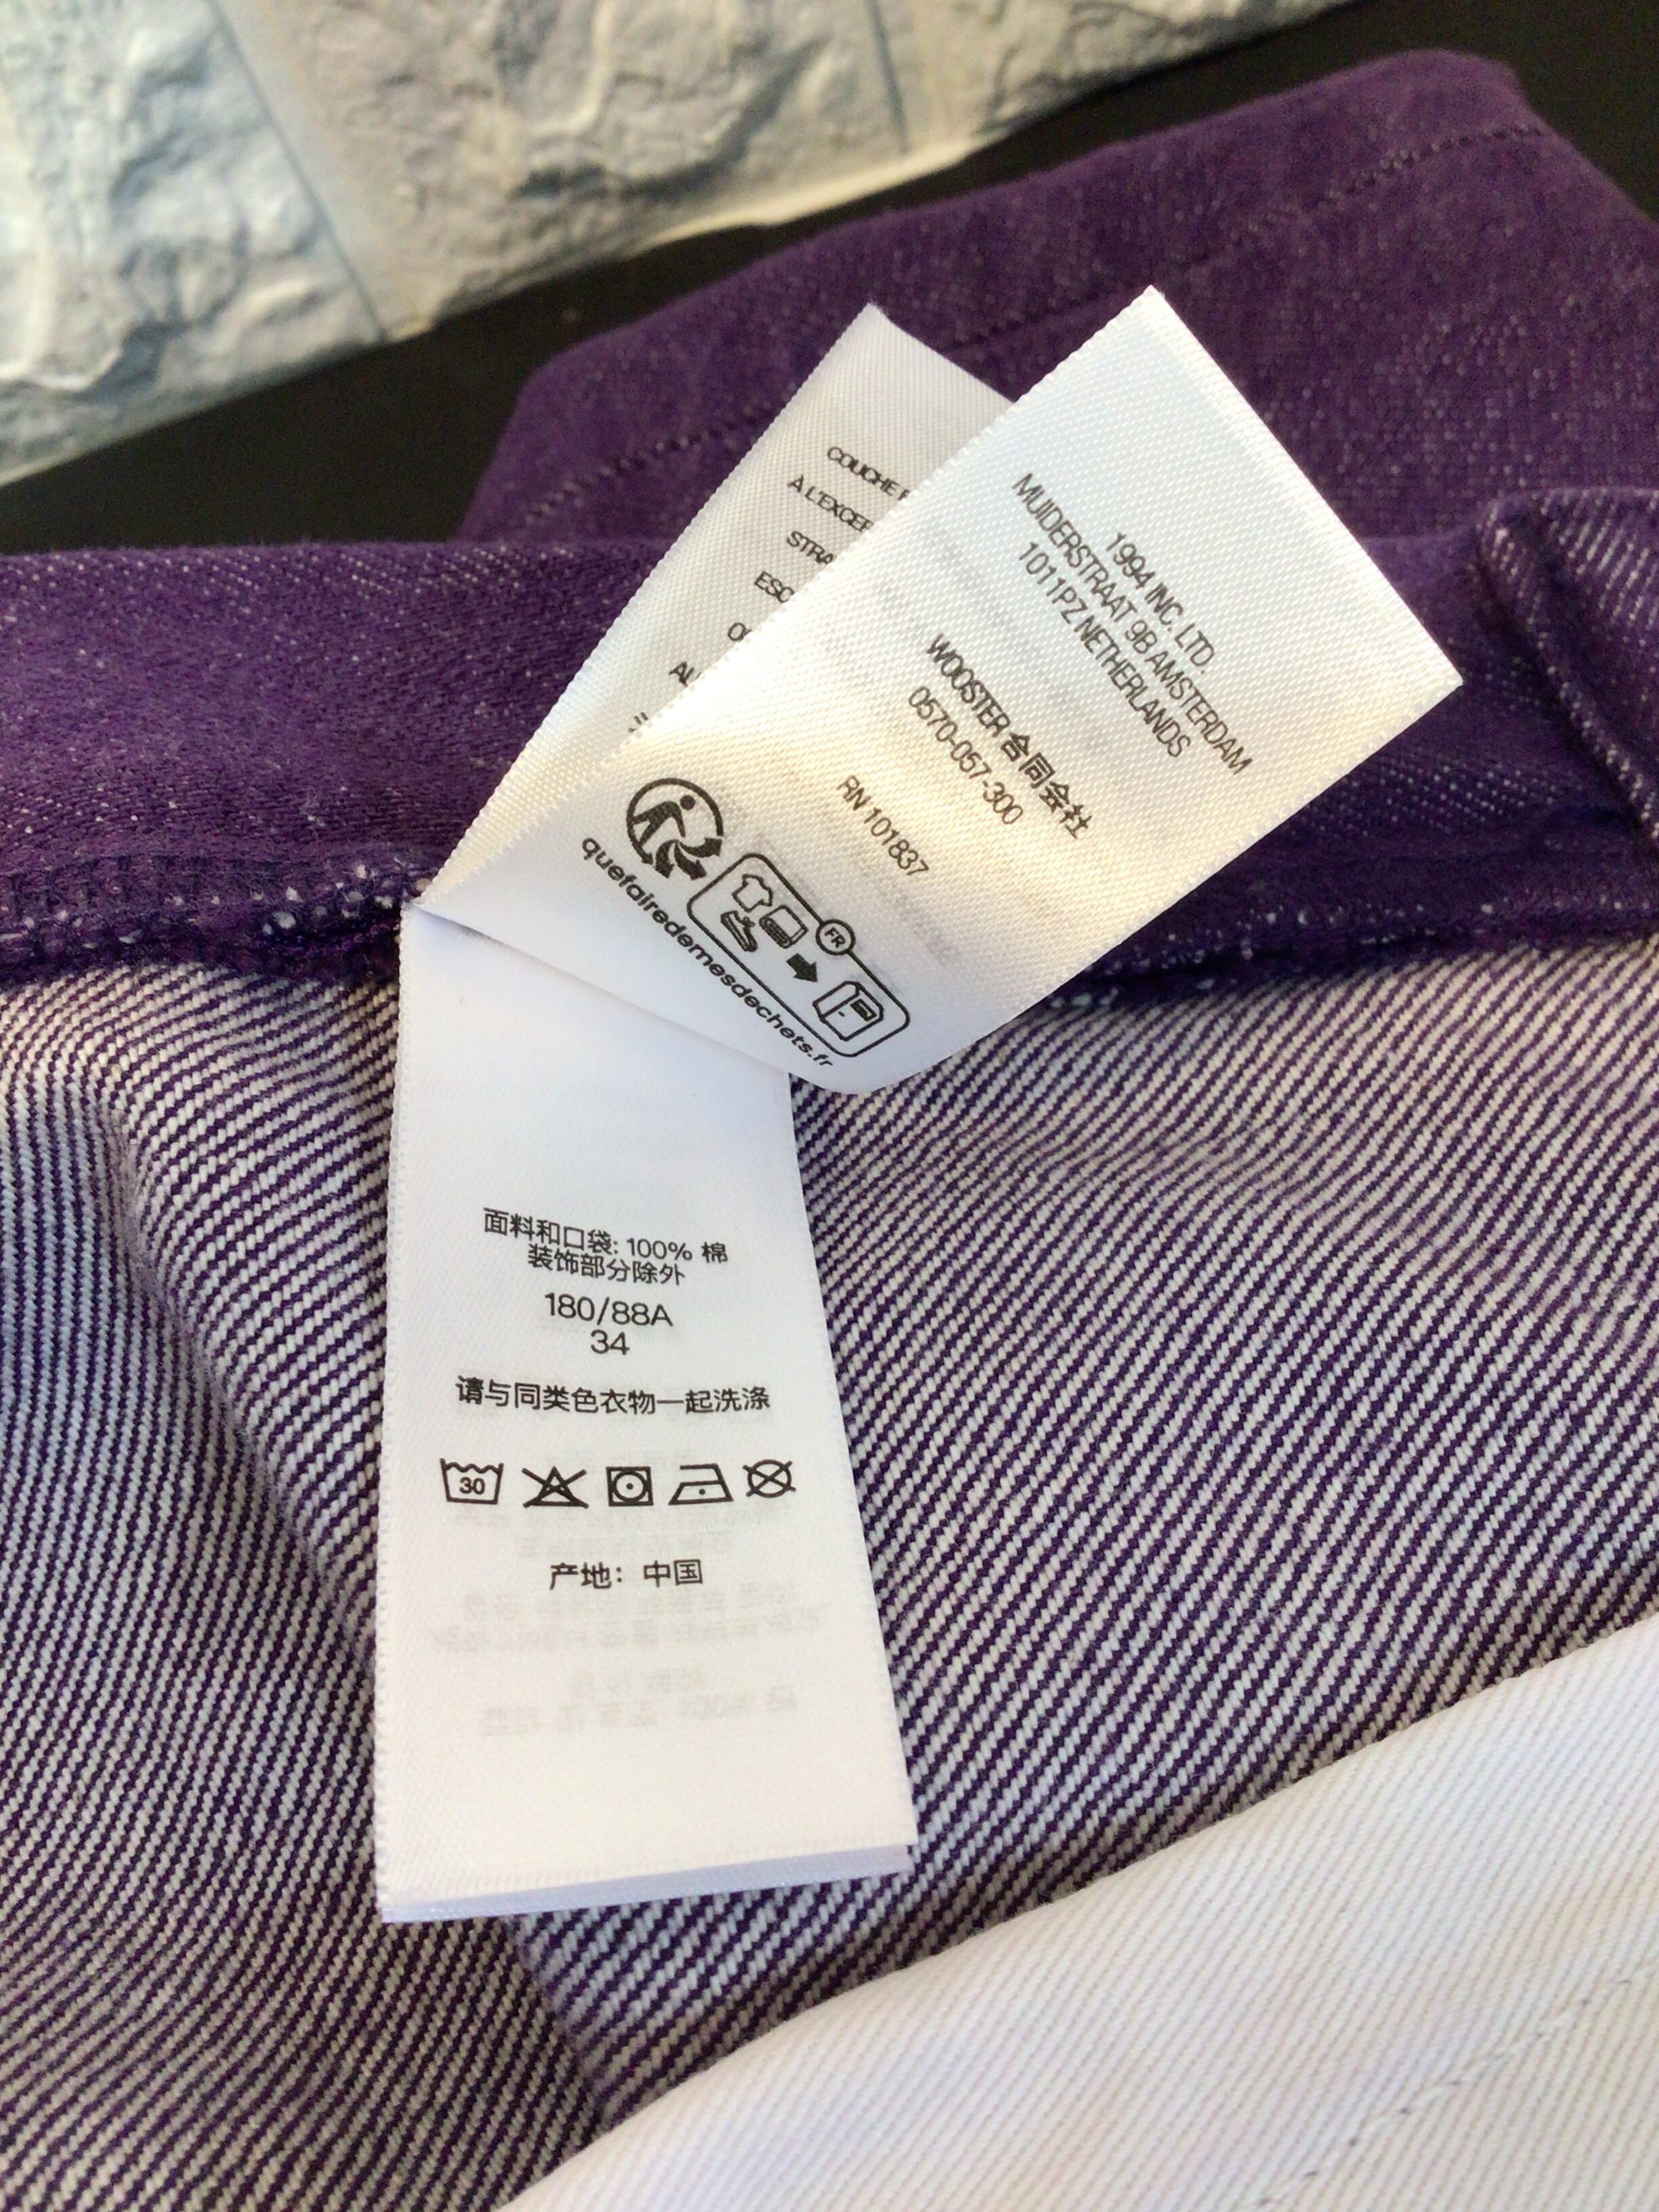 COUCHE
À L'EXCEP
STRA
ESC
AU
1994 INC. LTD.
MUIDERSTRAAT 9B AMSTERDAM
1011PZ NETHERLANDS
WOOSTER 合同会社
0570-057-300
RN 101837
FR
quefairedemesdechets.fr
面料和口袋: 100% 棉
装饰部分除外
180/88A
34
请与同类色衣物一起洗涤
30
产地：中国